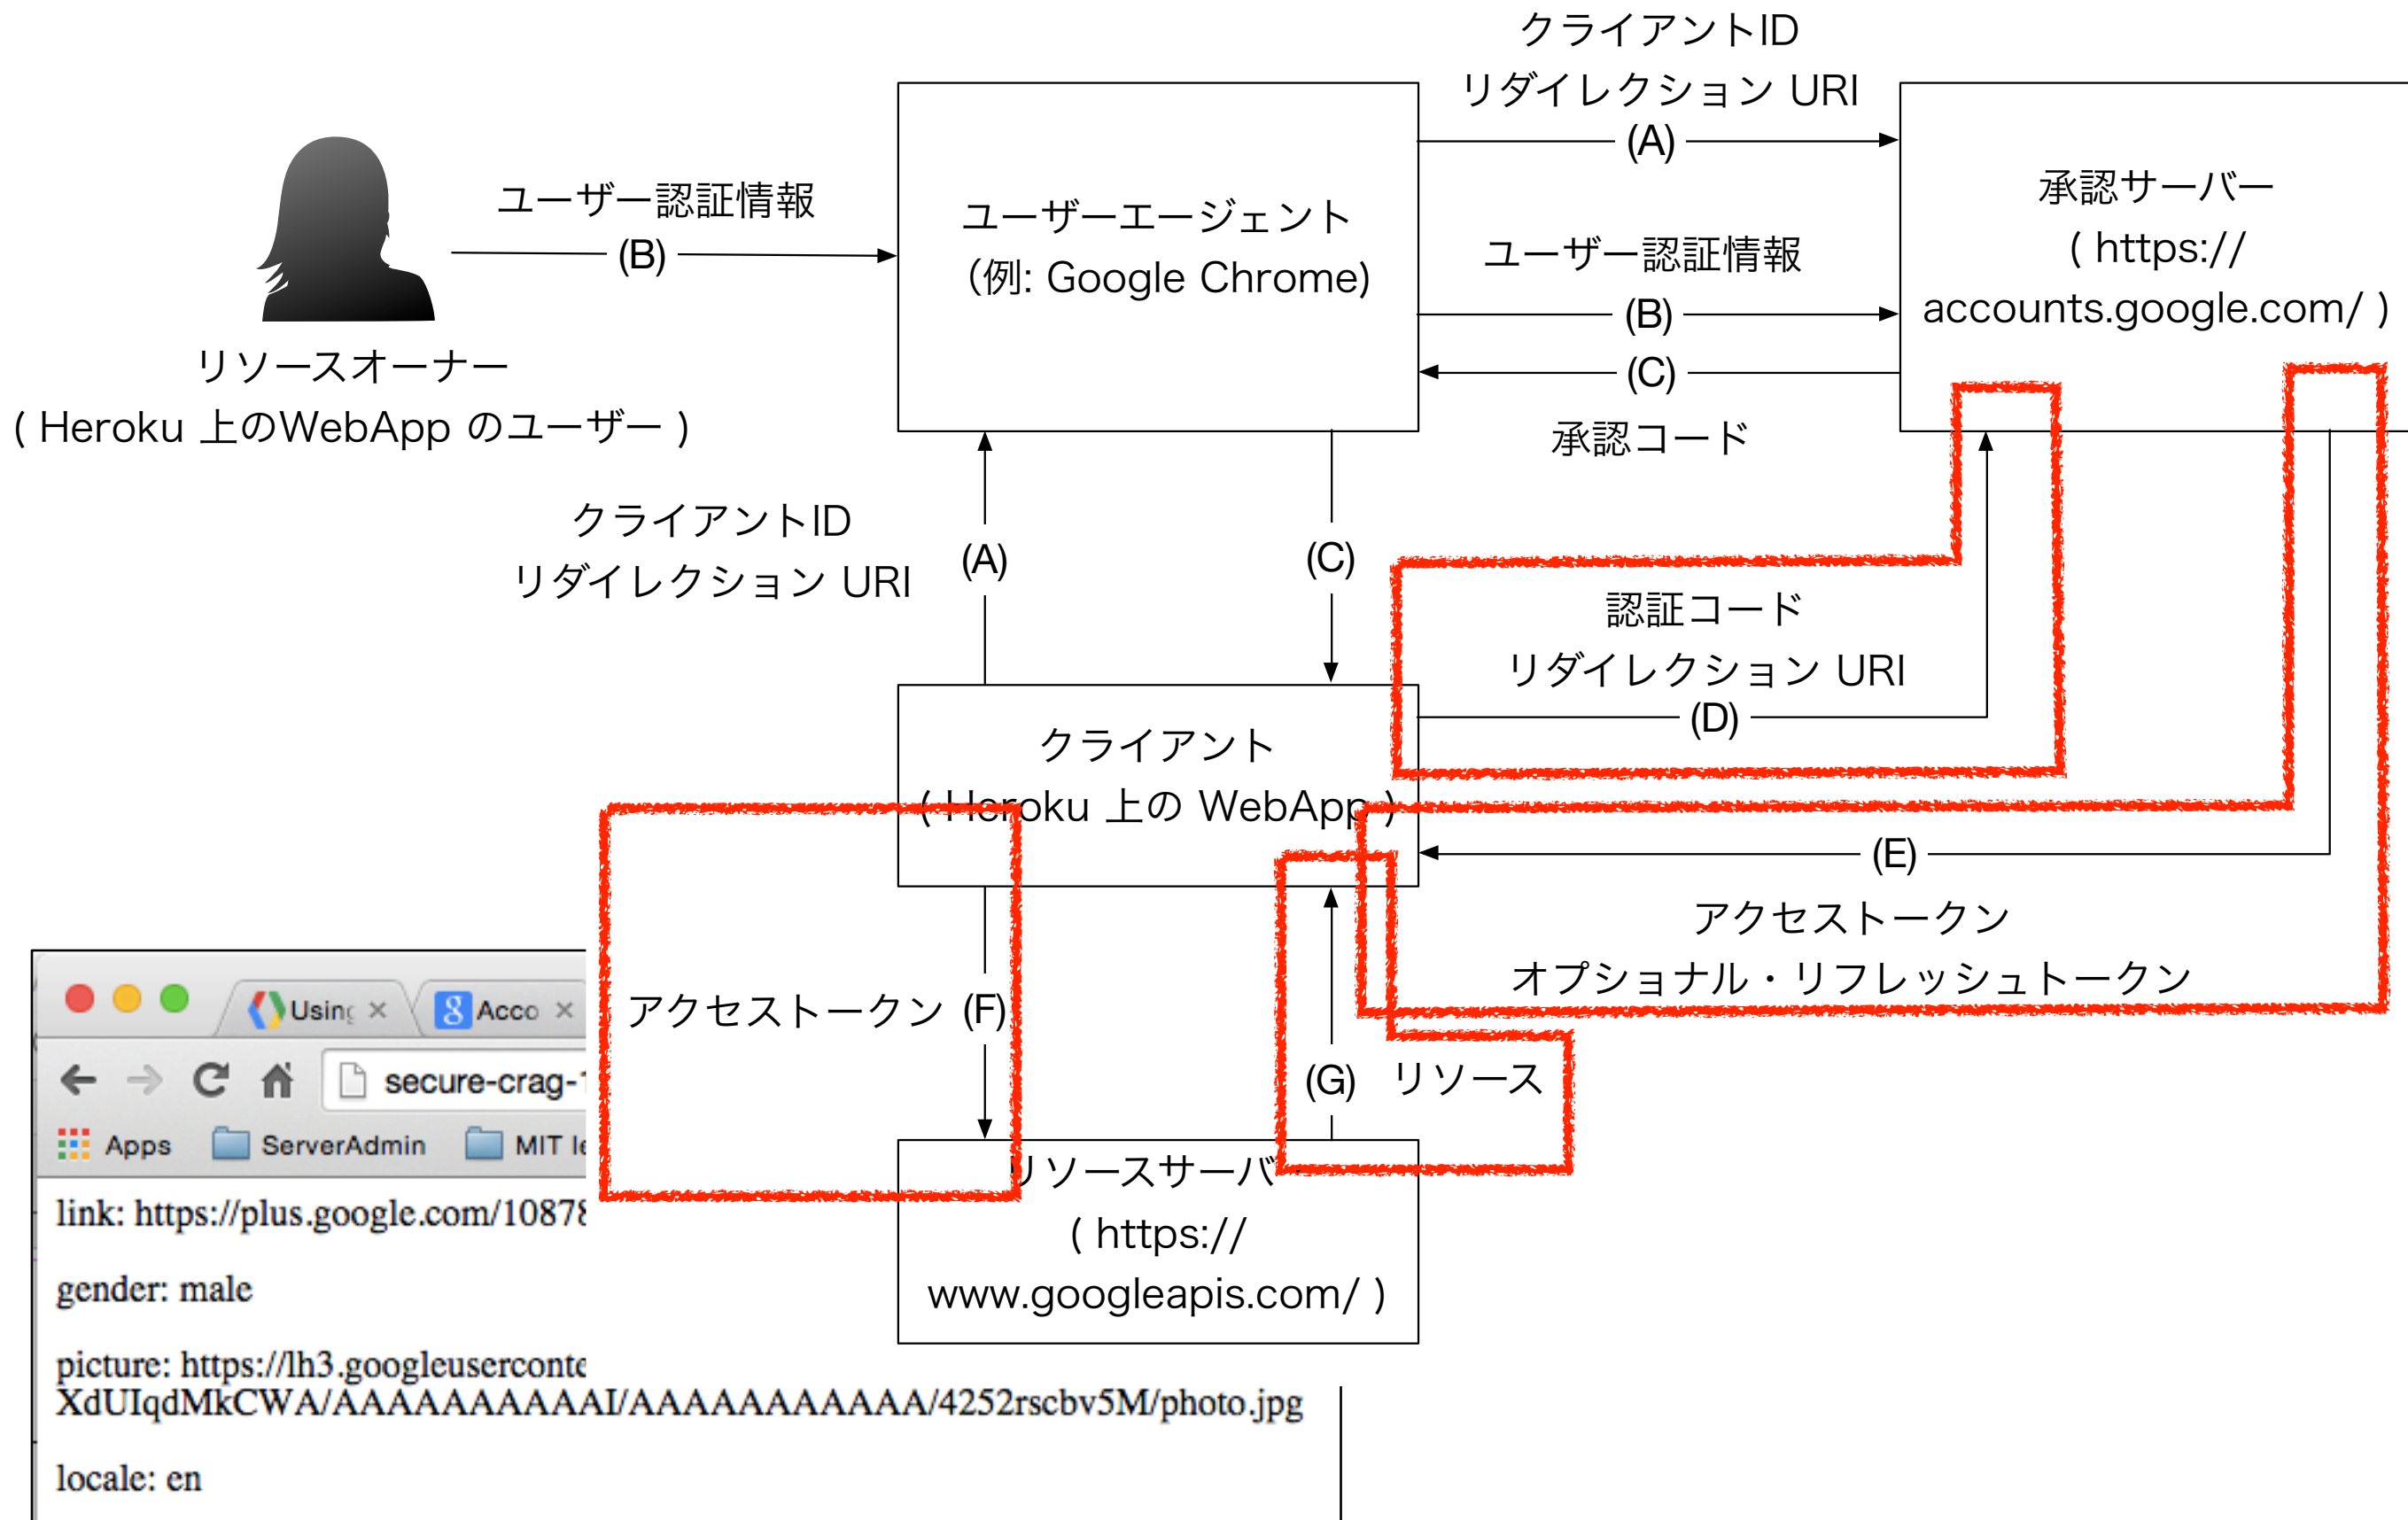 クライアントID
リダイレクション URI
(A)
ユーザー認証情報
(B)
ユーザーエージェント
（例: Google Chrome)
ユーザー認証情報
(B)
(C)
承認コード
承認サーバー
( https://
accounts.google.com/ )
リソースオーナー
( Heroku 上のWebApp のユーザー )
クライアントID
リダイレクション URI
(A)
(C)
認証コード
リダイレクション URI
(D)
クライアント
( Heroku 上の WebApp )
(E)
アクセストークン
オプショナル・リフレッシュトークン
アクセストークン (F)
(G) リソース
リソースサーバ
( https://
www.googleapis.com/ )
Using
Acco
secure-crag-1
Apps ServerAdmin MIT le
link: https://plus.google.com/10878
gender: male
picture: https://lh3.googleuserconte
XdUIqdMkCWA/AAAAAAAAAAI/AAAAAAAAAAA/4252rscbv5M/photo.jpg
locale: en